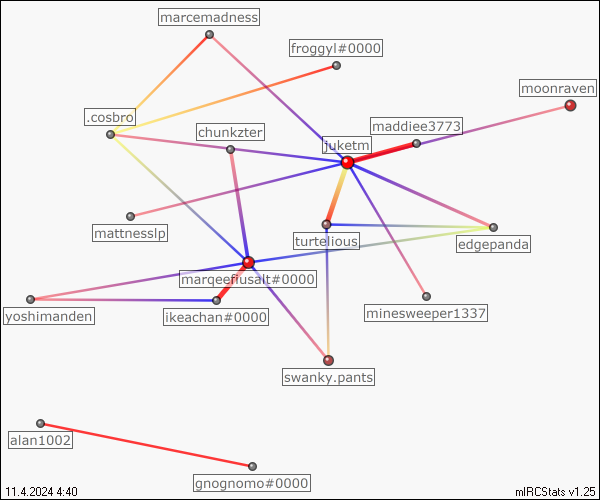 marcemadness
froggyl#0000
moonraven
.cosbro
maddiee3773
chunkzter
juketm
mattnesslp
turtelious
edgepanda
marqeefiusalt#0000
yoshimanden
ikeachan#0000
minesweeper1337
swanky.pants
alan1002
gnognomo#0000
11.4.2024 4:40
mIRCStats v1.25